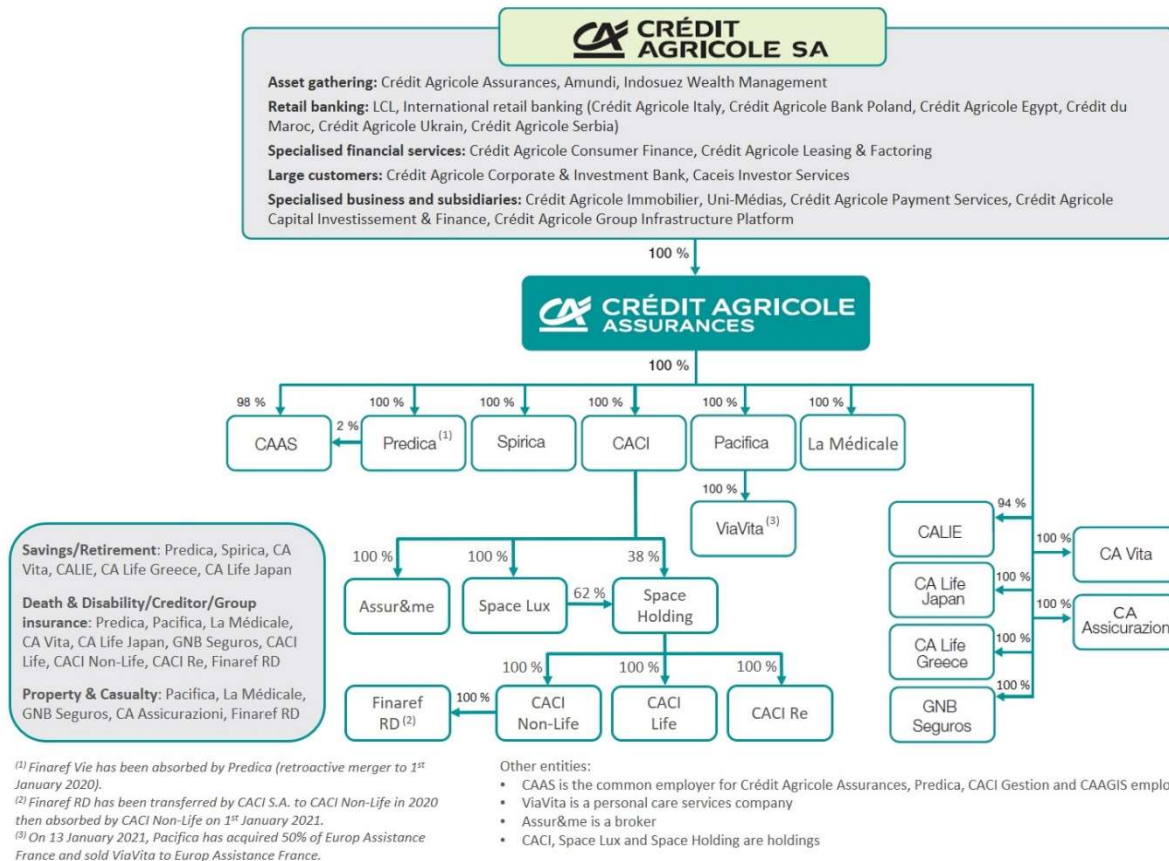 CRÉDIT
AGRICOLE SA
Asset gathering: Crédit Agricole Assurances, Amundi, Indosuez Wealth Management
Retail banking: LCL, International retail banking (Crédit Agricole Italy, Crédit Agricole Bank Poland, Crédit Agricole Egypt, Crédit du
Maroc, Crédit Agricole Ukrain, Crédit Agricole Serbia)
Specialised financial services: Crédit Agricole Consumer Finance, Crédit Agricole Leasing & Factoring
Large customers: Crédit Agricole Corporate & Investment Bank, Caceis Investor Services
Specialised business and subsidiaries: Crédit Agricole Immobilier, Uni-Médias, Crédit Agricole Payment Services, Crédit Agricole
Capital Investissement & Finance, Crédit Agricole Group Infrastructure Platform
100 %
CRÉDIT AGRICOLE
ASSURANCES
100 %
98 %
100 %
100 %
100 %
100 %
100 %
CAAS
2 %
Predica (1)
Spirica
CACI
Pacifica
La Médicale
100 %
ViaVita (3)
94 %
CALIE
100 %
CA Vita
100 %
CA Life
Japan
100 %
CA
Assicurazion
100 %
CA Life
Greece
100 %
GNB
Seguros
100 %
100 %
38 %
Assur&me
Space Lux
62 %
Space
Holding
100 %
100 %
100 %
Finaref
RD (2)
100 %
CACI
Non-Life
CACI
Life
CACI Re
Savings/Retirement: Predica, Spirica, CA
Vita, CALIE, CA Life Greece, CA Life Japan
Death & Disability/Creditor/Group
insurance: Predica, Pacifica, La Médicale,
CA Vita, CA Life Japan, GNB Seguros, CACI
Life, CACI Non-Life, CACI Re, Finaref RD
Property & Casualty: Pacifica, La Médicale,
GNB Seguros, CA Assicurazioni, Finaref RD
(1) Finaref Vie has been absorbed by Predica (retroactive merger to 1st
January 2020).
(2) Finaref RD has been transferred by CACI S.A. to CACI Non-Life in 2020
then absorbed by CACI Non-Life on 1st January 2021.
(3) On 13 January 2021, Pacifica has acquired 50% of Europ Assistance
France and sold ViaVita to Europ Assistance France.
Other entities:
• CAAS is the common employer for Crédit Agricole Assurances, Predica, CACI Gestion and CAAGIS emplo
• ViaVita is a personal care services company
• Assur&me is a broker
• CACI, Space Lux and Space Holding are holdings